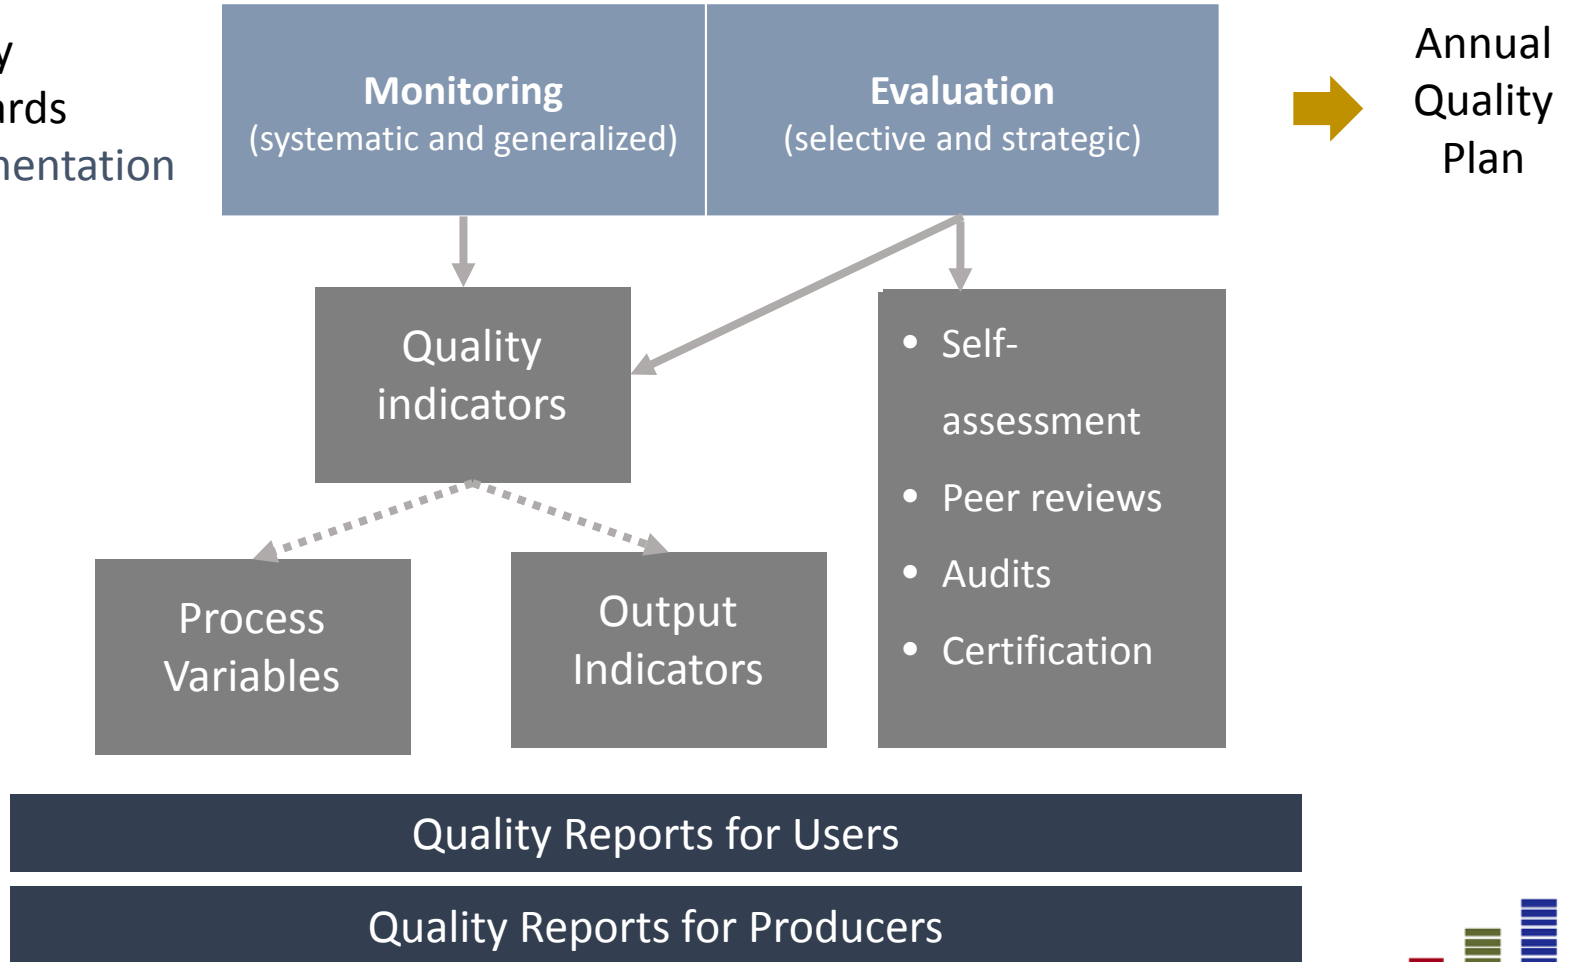 Monitoring
(systematic and generalized)
Evaluation
(selective and strategic)
Annual
Quality
Plan
Quality
indicators
• Self-
assessment
• Peer reviews
• Audits
• Certification
Process
Variables
Output
Indicators
Quality Reports for Users
Quality Reports for Producers